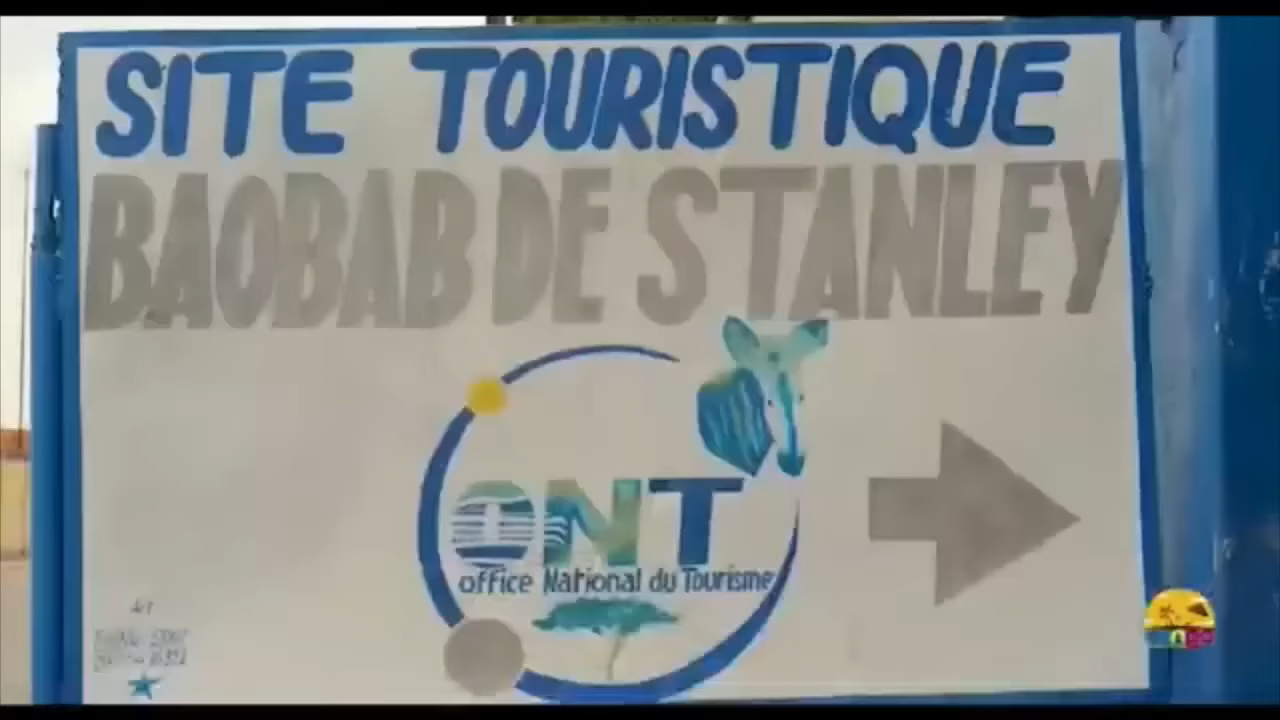 SITE TOURISTIQUE
BAOBAB DE STANLEY
ONT
office National du Tourisme